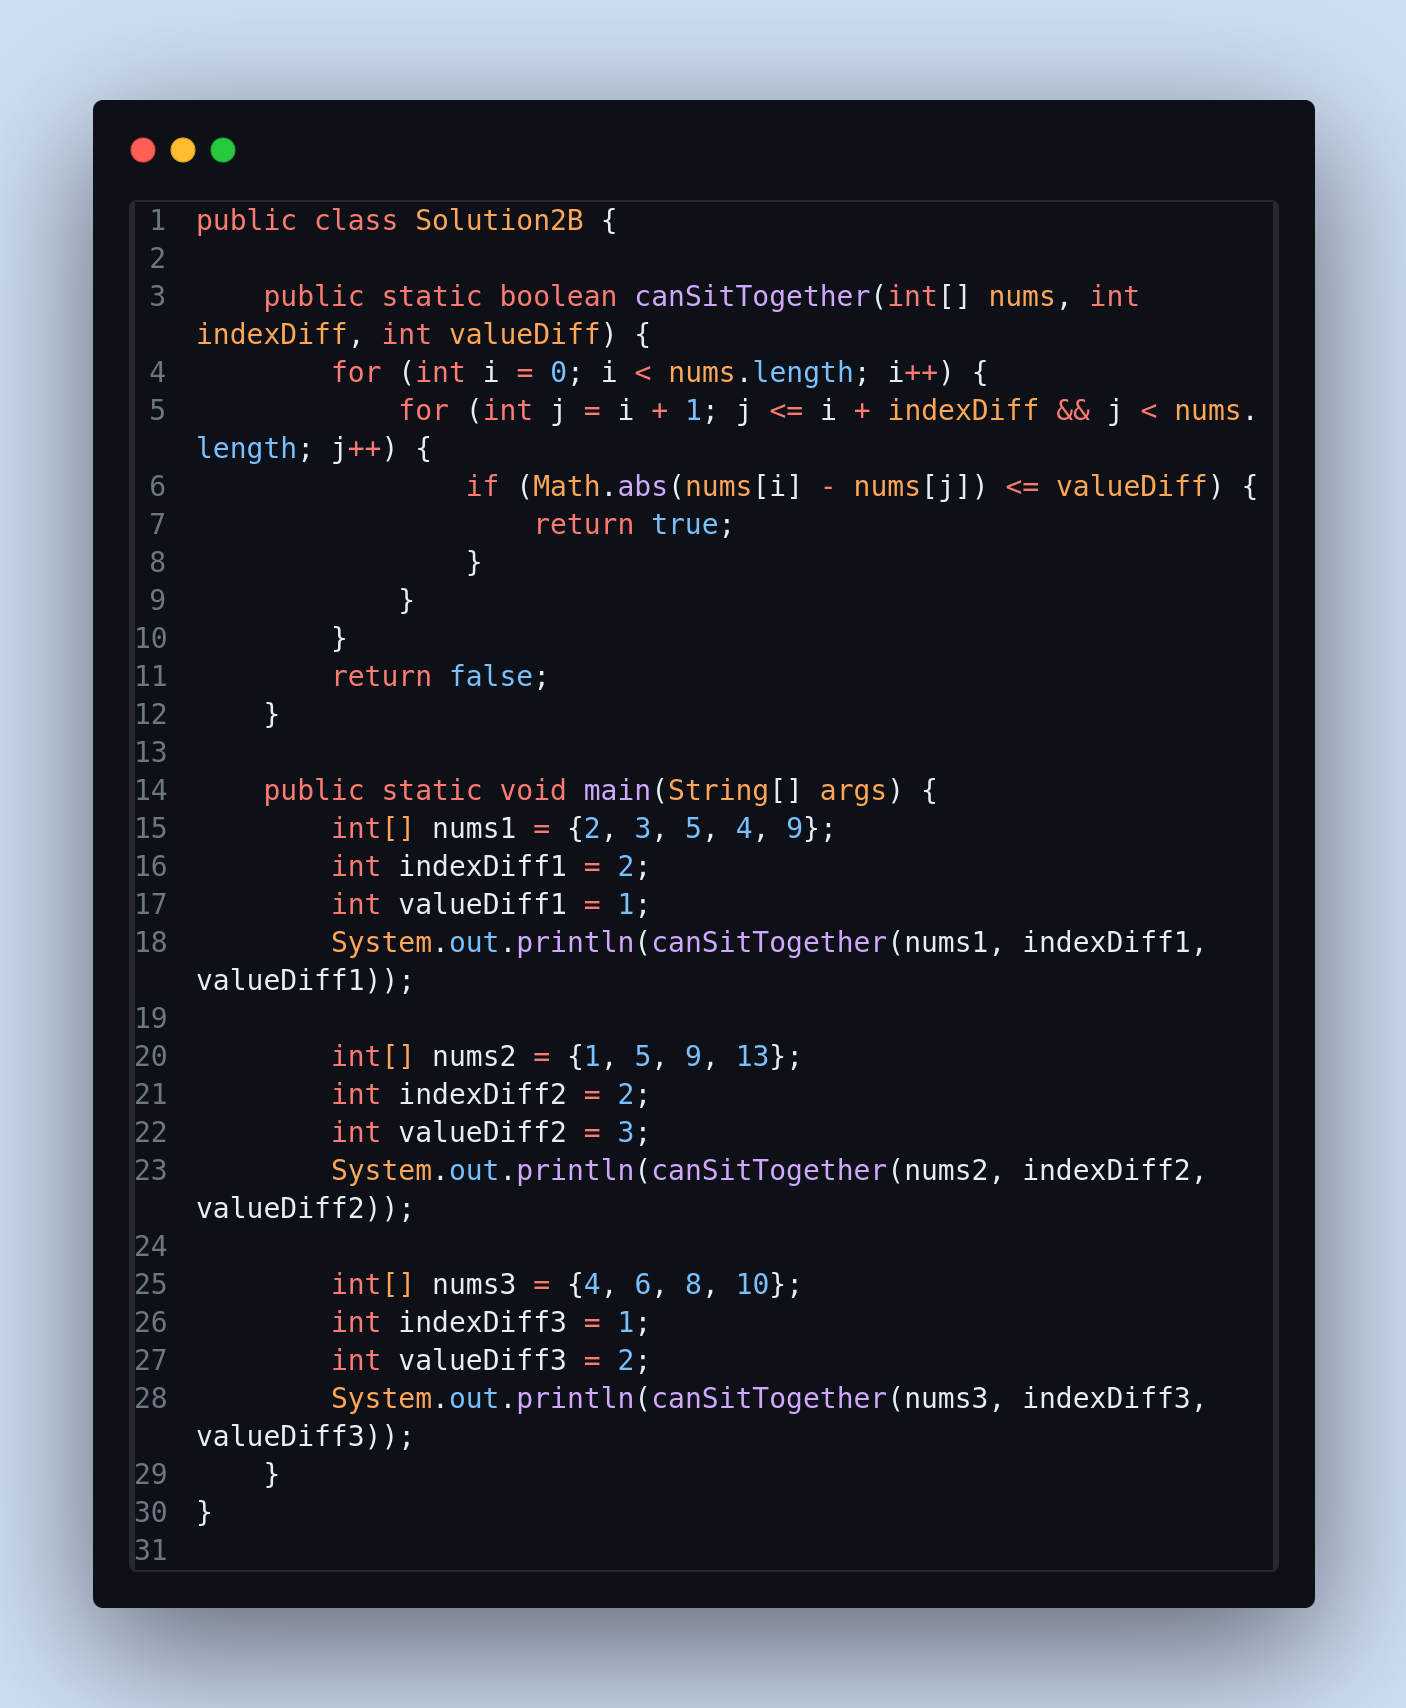 1 public class Solution2B {
2
3     public static boolean canSitTogether(int[] nums, int
indexDiff, int valueDiff) {
4         for (int i = 0; i < nums.length; i++) {
5             for (int j = i + 1; j <= i + indexDiff && j < nums.
length; j++) {
6                 if (Math.abs(nums[i] - nums[j]) <= valueDiff) {
7                     return true;
8                 }
9             }
10         }
11         return false;
12     }
13
14     public static void main(String[] args) {
15         int[] nums1 = {2, 3, 5, 4, 9};
16         int indexDiff1 = 2;
17         int valueDiff1 = 1;
18         System.out.println(canSitTogether(nums1, indexDiff1,
valueDiff1));
19
20         int[] nums2 = {1, 5, 9, 13};
21         int indexDiff2 = 2;
22         int valueDiff2 = 3;
23         System.out.println(canSitTogether(nums2, indexDiff2,
valueDiff2));
24
25         int[] nums3 = {4, 6, 8, 10};
26         int indexDiff3 = 1;
27         int valueDiff3 = 2;
28         System.out.println(canSitTogether(nums3, indexDiff3,
valueDiff3));
29     }
30 }
31